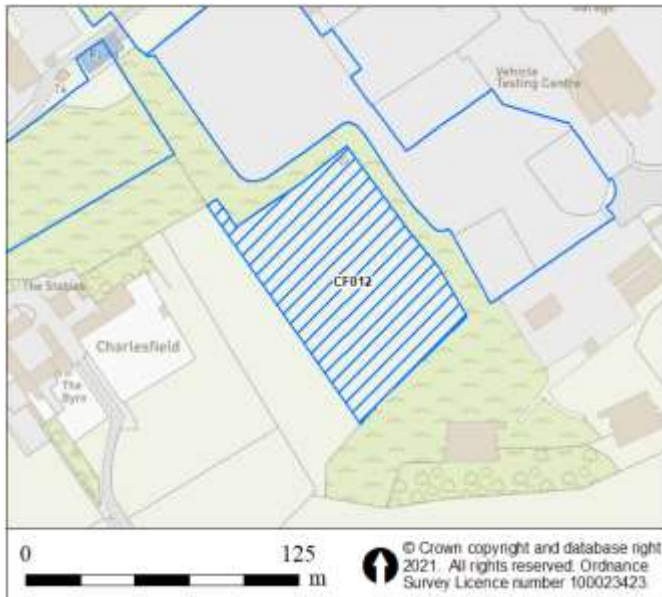 Vehicle
Testing Centre
74
CFB12
The Stables
Charlesfield
The
Byre
0
125
m
© Crown copyright and database right
2021. All rights reserved. Ordnance
Survey Licence number 100023423.